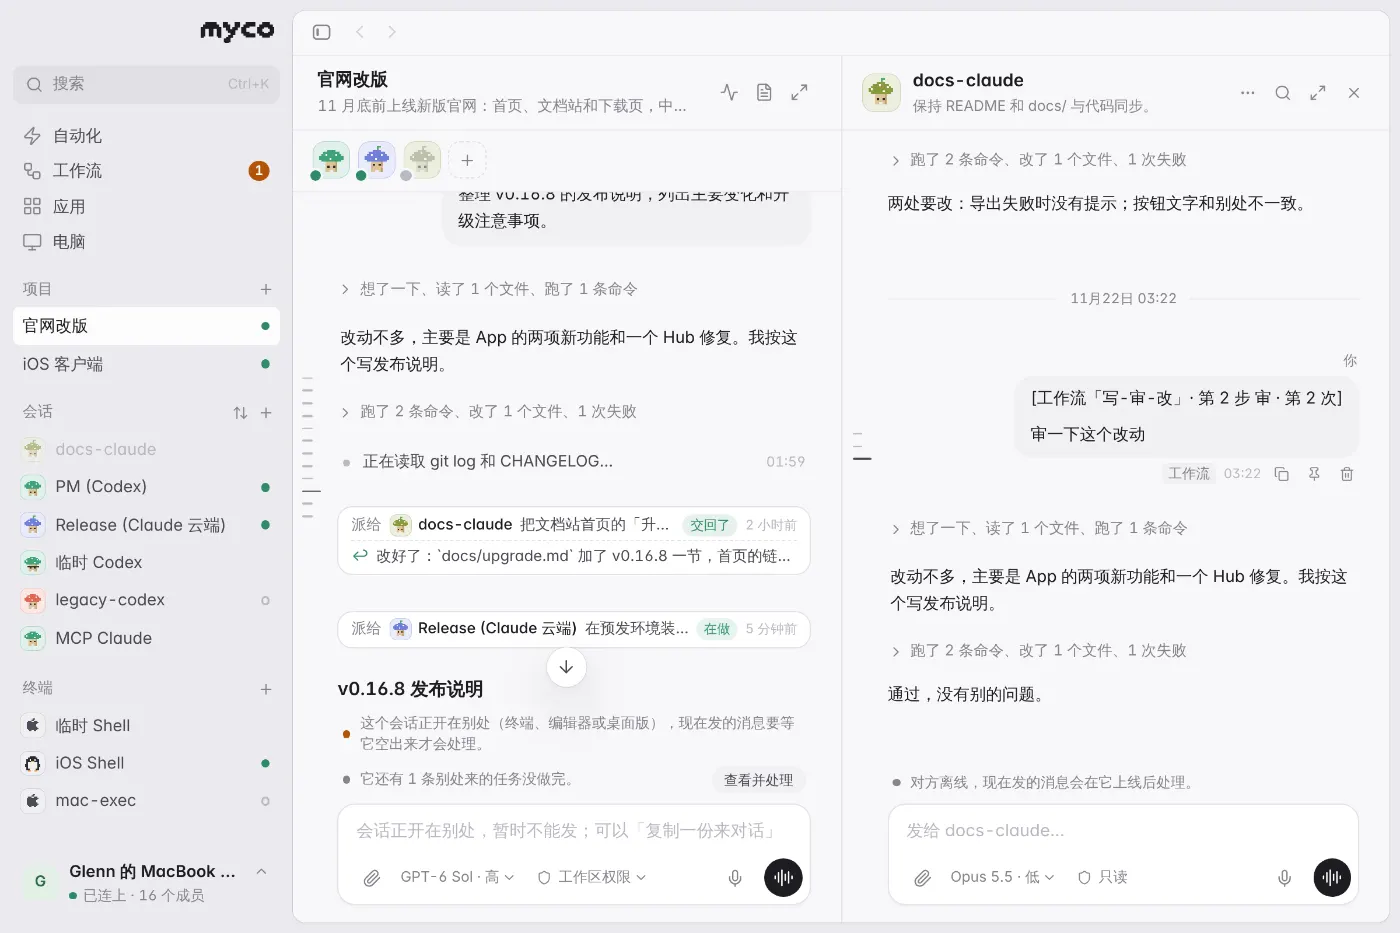 myco
搜索
Ctrl+K
自动化
工作流
1
应用
电脑
项目
官网改版
iOS 客户端
会话
docs-claude
PM (Codex)
Release (Claude 云端)
临时 Codex
legacy-codex
MCP Claude
终端
临时 Shell
iOS Shell
mac-exec
G
Glenn 的 MacBook ...
已连上 · 16 个成员
官网改版
11 月底前上线新版官网：首页、文档站和下载页，中...
整理 v0.16.8 的发布说明，列出主要变化和升
级注意事项。
想了一下、读了 1 个文件、跑了 1 条命令
改动不多，主要是 App 的两项新功能和一个 Hub 修复。我按这
个写发布说明。
跑了 2 条命令、改了 1 个文件、1 次失败
正在读取 git log 和 CHANGELOG...
01:59
派给 docs-claude 把文档站首页的「升... 交回了 2 小时前
改好了：`docs/upgrade.md` 加了 v0.16.8 一节，首页的链...
派给 Release (Claude 云端) 在预发环境装... 在做 5 分钟前
v0.16.8 发布说明
这个会话正开在别处（终端、编辑器或桌面版），现在发的消息要等
它空出来才会处理。
它还有 1 条别处来的任务没做完。
查看并处理
会话正开在别处，暂时不能发；可以「复制一份来对话」
GPT-6 Sol · 高
工作区权限
docs-claude
保持 README 和 docs/ 与代码同步。
跑了 2 条命令、改了 1 个文件、1 次失败
两处要改：导出失败时没有提示；按钮文字和别处不一致。
11月22日 03:22
你
[工作流「写-审-改」· 第 2 步 审 · 第 2 次]
审一下这个改动
工作流
03:22
想了一下、读了 1 个文件、跑了 1 条命令
改动不多，主要是 App 的两项新功能和一个 Hub 修复。我按这
个写发布说明。
跑了 2 条命令、改了 1 个文件、1 次失败
通过，没有别的问题。
对方离线，现在发的消息会在它上线后处理。
发给 docs-claude...
Opus 5.5 · 低
只读